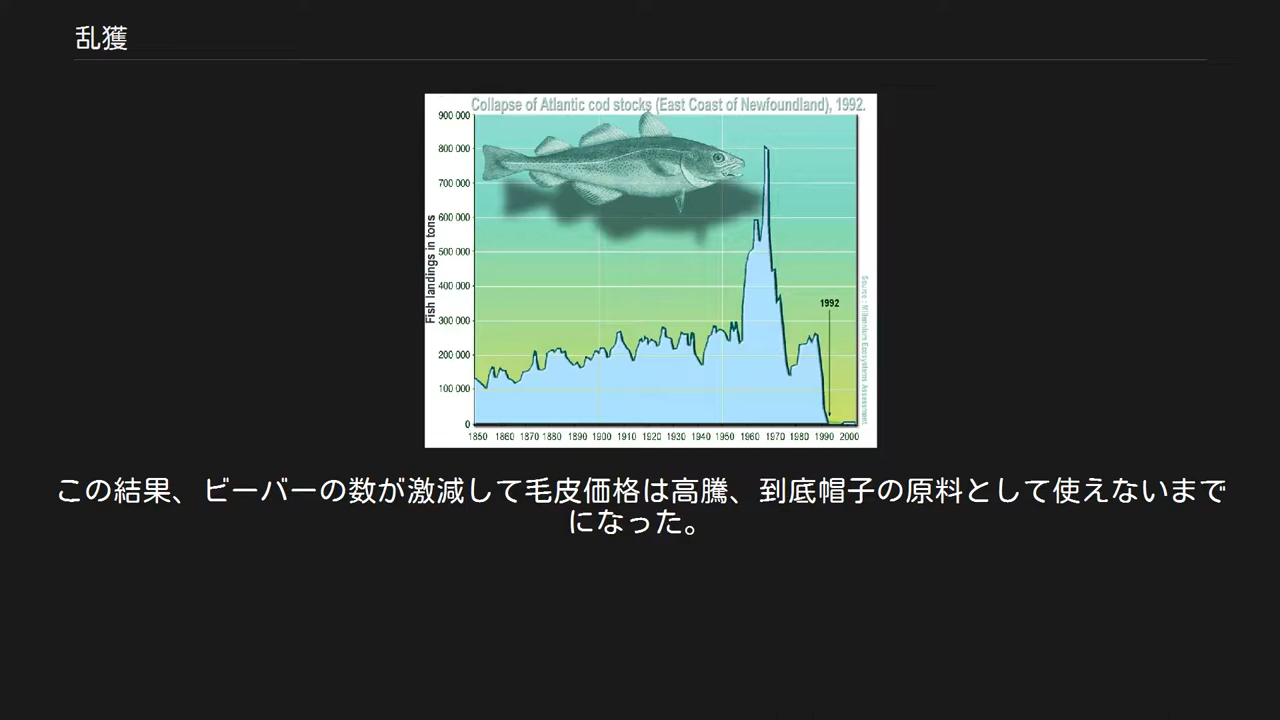 乱獲
Collapse of Atlantic cod stocks (East Coast of Newfoundland), 1992.
900 000
800 000
700 000
600 000
500 000
400 000
300 000
200 000
100 000
0
Fish landings in tons
1992
Source : Millennium Ecosystems Assessment
1850 1860 1870 1880 1890 1900 1910 1920 1930 1940 1950 1960 1970 1980 1990 2000
この結果、ビーバーの数が激減して毛皮価格は高騰、到底帽子の原料として使えないまで
になった。